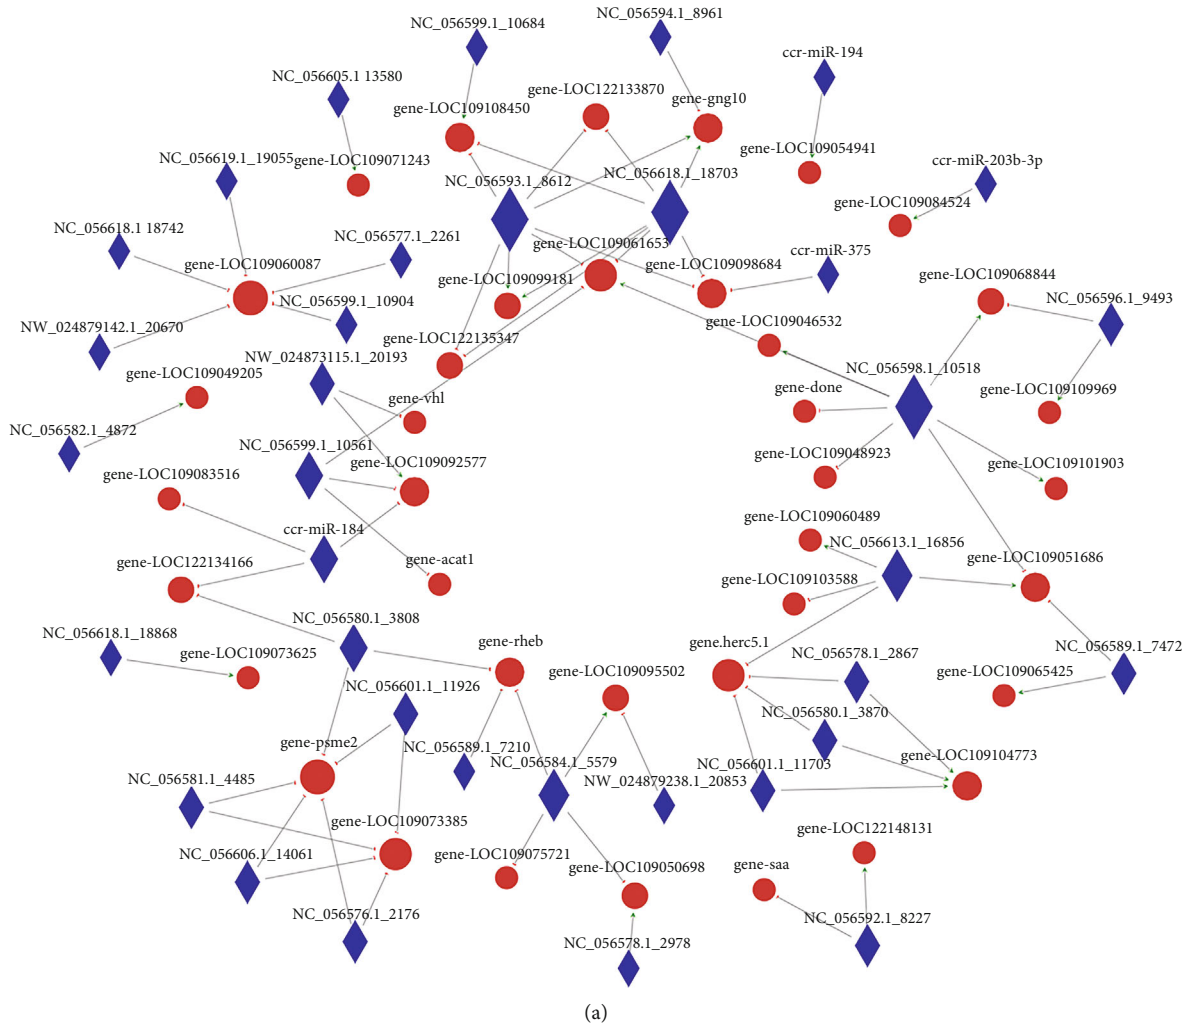 NC_056594.1_8961
NC_056599.1_10684
ccr-miR-194
NC_056605.1 13580
gene-LOC122133870
gene-gng10
gene-LOC109108450
gene-LOC109054941
NC_056619.1_19055
gene-LOC109071243
ccr-miR-203b-3p
NC_056593.1_8612
NC_056618.1_18703
gene-LOC109084524
NC_056618.1 18742
NC_056577.1_2261
gene-LOC109061653
ccr-miR-375
gene-LOC109060087
gene-LOC109098684
gene-LOC109099181
gene-LOC109068844
NC_056599.1_10904
NC_056596.1_9493
NW_024879142.1_20670
gene-LOC109046532
gene-LOC122135347
NW_024873115.1_20193
NC_056598.1_10518
gene-LOC109049205
gene-done
gene-LOC109109969
gene-vhl
NC_056582.1_4872
NC_056599.1_10561
gene-LOC109048923
gene-LOC109092577
gene-LOC109101903
gene-LOC109083516
gene-LOC109060489
ccr-miR-184
NC_056613.1_16856
gene-LOC122134166
gene-acat1
gene-LOC109051686
gene-LOC109103588
NC_056580.1_3808
NC_056618.1_18868
gene-rheb
gene.herc5.1
NC_056578.1_2867
NC_056589.1_7472
gene-LOC109073625
gene-LOC109095502
gene-LOC109065425
NC_056601.1_11926
NC_056580.1_3870
gene-psme2
NC_056589.1_7210
NC_056584.1_5579
NC_056601.1_11703
gene-LOC109104773
NC_056581.1_4485
NW_024879238.1_20853
gene-LOC109073385
gene-LOC122148131
NC_056606.1_14061
gene-LOC109075721
gene-LOC109050698
gene-saa
NC_056576.1_2176
NC_056592.1_8227
NC_056578.1_2978
(a)